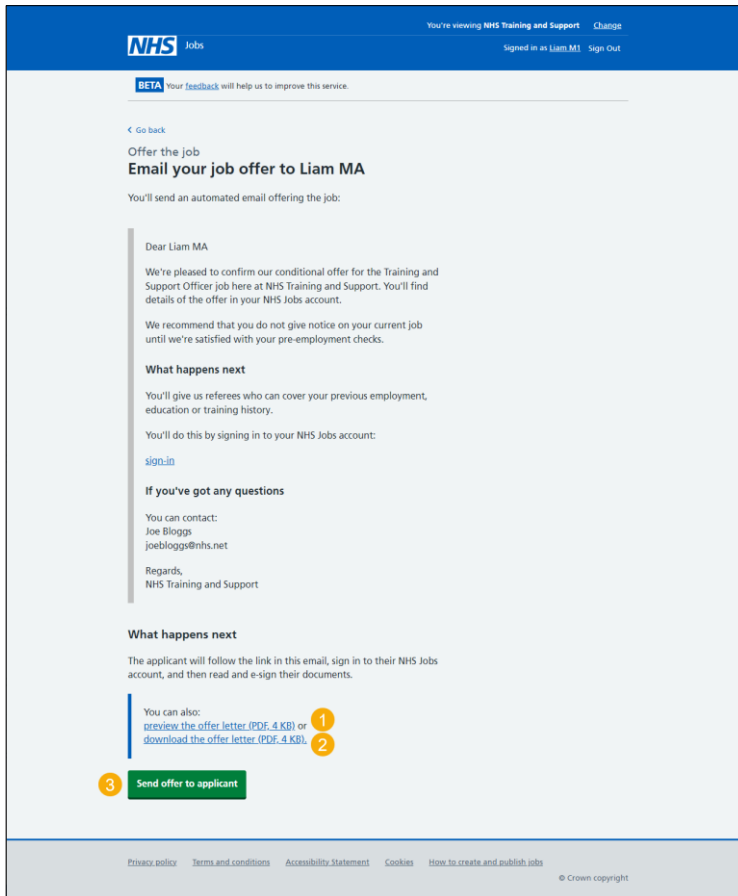 You're viewing NHS Training and Support Change
NHS Jobs
Signed in as Liam M1 Sign Out
BETA Your feedback will help us to improve this service.
Go back
Offer the job
Email your job offer to Liam MA
You'll send an automated email offering the job:
Dear Liam MA
We're pleased to confirm our conditional offer for the Training and
Support Officer job here at NHS Training and Support. You'll find
details of the offer in your NHS Jobs account.
We recommend that you do not give notice on your current job
until we're satisfied with your pre-employment checks.
What happens next
You'll give us referees who can cover your previous employment,
education or training history.
You'll do this by signing in to your NHS Jobs account:
sign-in
If you've got any questions
You can contact:
Joe Bloggs
joebloggs@nhs.net
Regards,
NHS Training and Support
What happens next
The applicant will follow the link in this email, sign in to their NHS Jobs
account, and then read and e-sign their documents.
You can also:
preview the offer letter (PDF, 4 KB) or 1
download the offer letter (PDF, 4 KB). 2
3 Send offer to applicant
Privacy policy Terms and conditions Accessibility Statement Cookies How to create and publish jobs
© Crown copyright